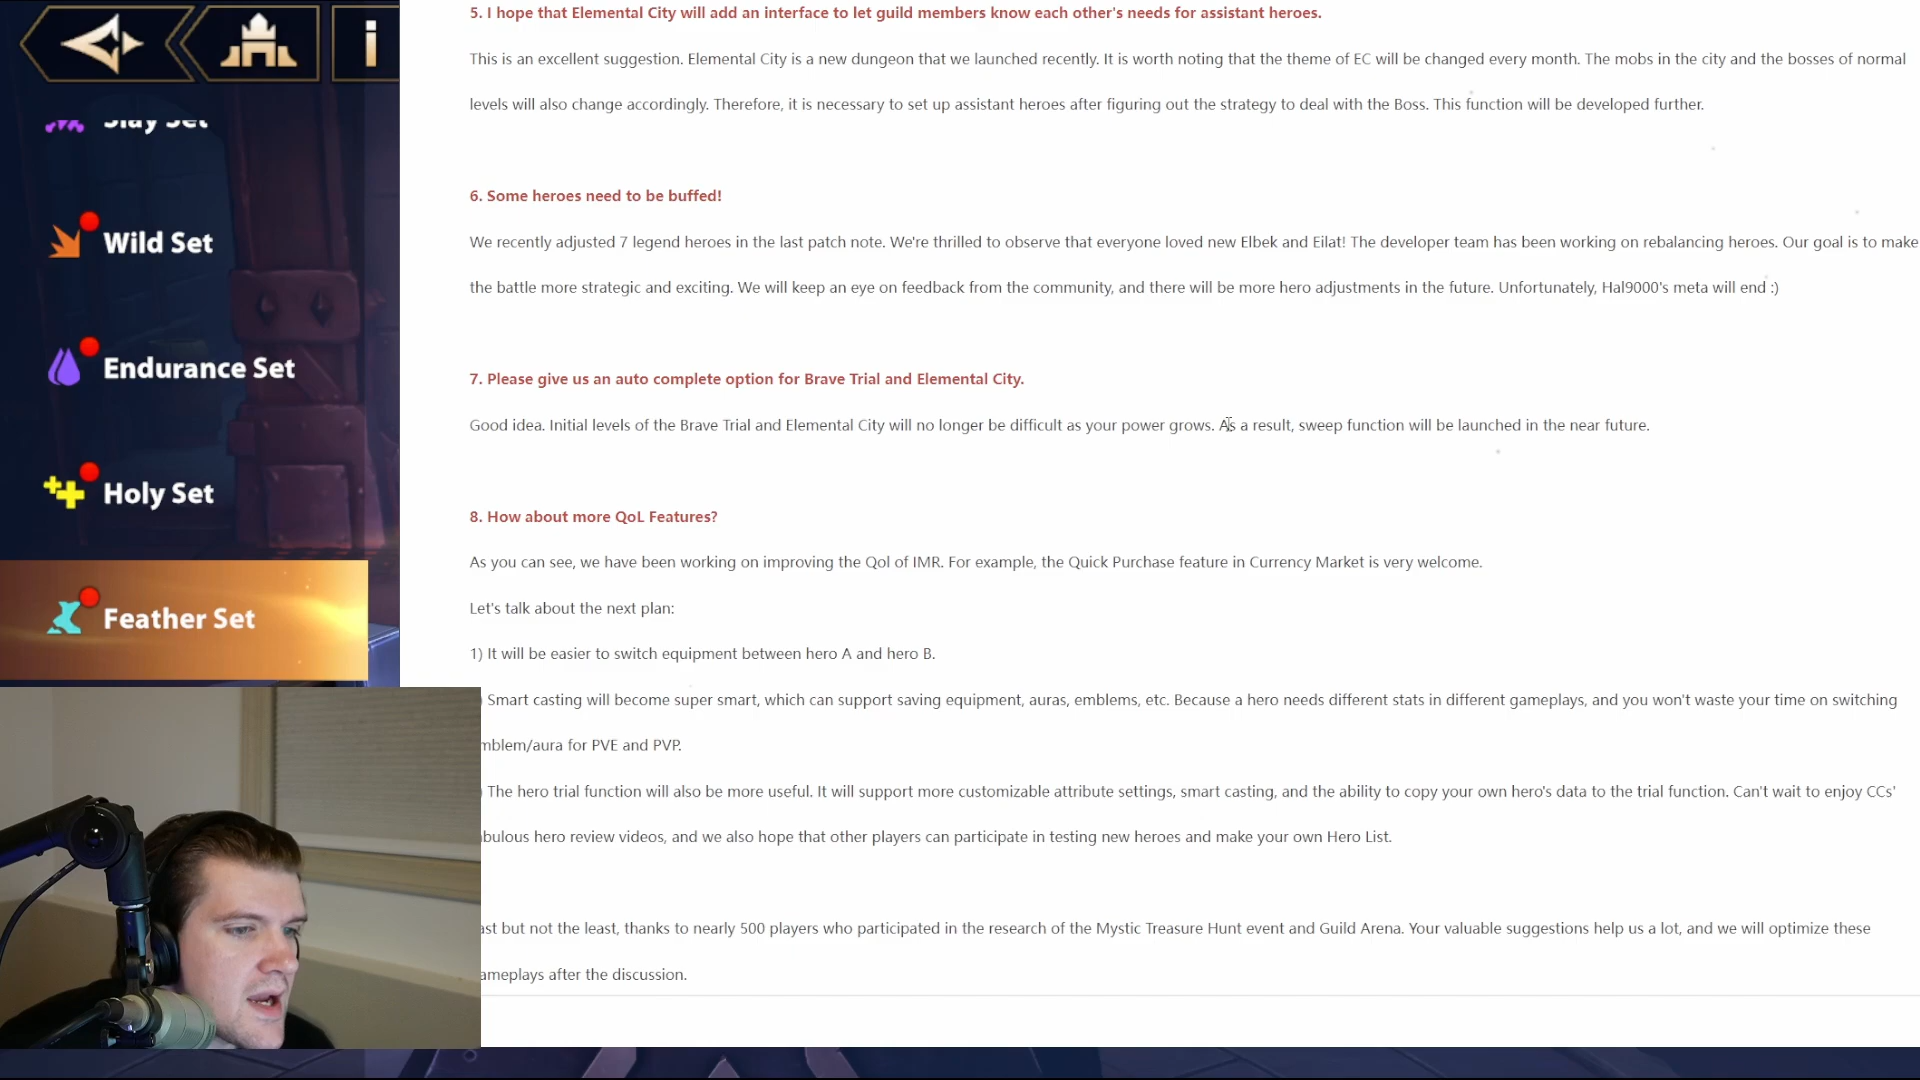 5. I hope that Elemental City will add an interface to let guild members know each other's needs for assistant heroes.
This is an excellent suggestion. Elemental City is a new dungeon that we launched recently. It is worth noting that the theme of EC will be changed every month. The mobs in the city and the bosses of normal
levels will also change accordingly. Therefore, it is necessary to set up assistant heroes after figuring out the strategy to deal with the Boss. This function will be developed further.
Slay Set
6. Some heroes need to be buffed!
Wild Set
We recently adjusted 7 legend heroes in the last patch note. We're thrilled to observe that everyone loved new Elbek and Eilat! The developer team has been working on rebalancing heroes. Our goal is to make
the battle more strategic and exciting. We will keep an eye on feedback from the community, and there will be more hero adjustments in the future. Unfortunately, Hal9000's meta will end :)
Endurance Set
7. Please give us an auto complete option for Brave Trial and Elemental City.
Good idea. Initial levels of the Brave Trial and Elemental City will no longer be difficult as your power grows. As a result, sweep function will be launched in the near future.
Holy Set
8. How about more QoL Features?
As you can see, we have been working on improving the Qol of IMR. For example, the Quick Purchase feature in Currency Market is very welcome.
Let's talk about the next plan:
Feather Set
1) It will be easier to switch equipment between hero A and hero B.
) Smart casting will become super smart, which can support saving equipment, auras, emblems, etc. Because a hero needs different stats in different gameplays, and you won't waste your time on switching
mblem/aura for PVE and PVP.
) The hero trial function will also be more useful. It will support more customizable attribute settings, smart casting, and the ability to copy your own hero's data to the trial function. Can't wait to enjoy CCs'
bulous hero review videos, and we also hope that other players can participate in testing new heroes and make your own Hero List.
ast but not the least, thanks to nearly 500 players who participated in the research of the Mystic Treasure Hunt event and Guild Arena. Your valuable suggestions help us a lot, and we will optimize these
ameplays after the discussion.